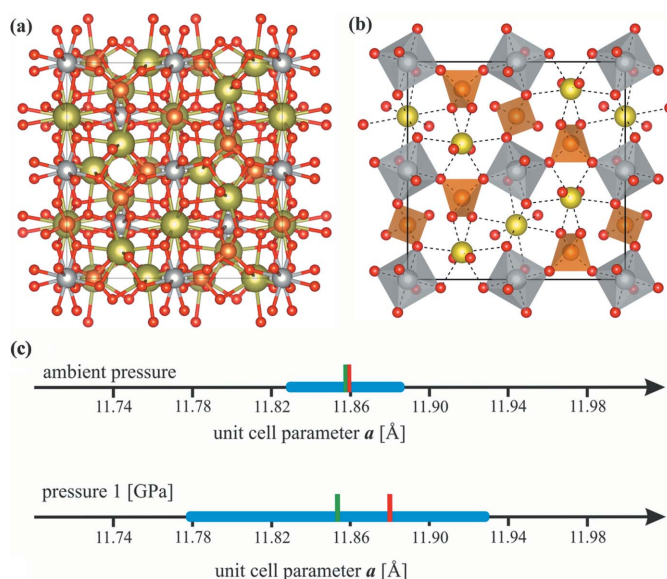 (a)
(b)
(c)
ambient pressure
11.74 11.78 11.82 11.86 11.90 11.94 11.98
unit cell parameter a [Å]
pressure 1 [GPa]
11.74 11.78 11.82 11.86 11.90 11.94 11.98
unit cell parameter a [Å]